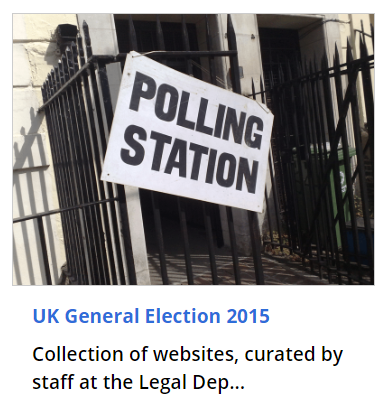 POLLING
STATION
UK General Election 2015
Collection of websites, curated by
staff at the Legal Dep...